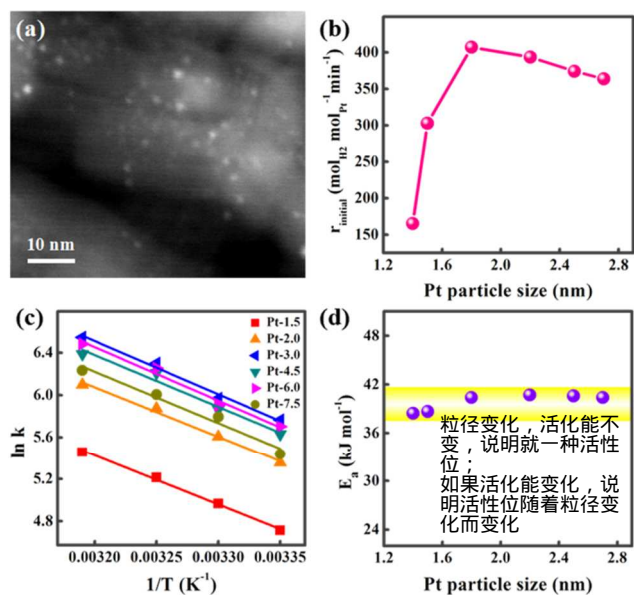 (a)
10 nm
(b)
r_initial (mol_H2 mol_Pt^-1 min^-1)
400
350
300
250
200
150
1.2 1.6 2.0 2.4 2.8
Pt particle size (nm)
(c)
Pt-1.5
Pt-2.0
Pt-3.0
Pt-4.5
Pt-6.0
Pt-7.5
ln k
6.4
6.0
5.6
5.2
4.8
0.00320 0.00325 0.00330 0.00335
1/T (K^-1)
(d)
E_a (kJ mol^-1)
48
42
36
30
24
粒径变化，活化能不
变，说明就一种活性
位；
如果活化能变化，说
明活性位随着粒径变
化而变化
1.2 1.6 2.0 2.4 2.8
Pt particle size (nm)